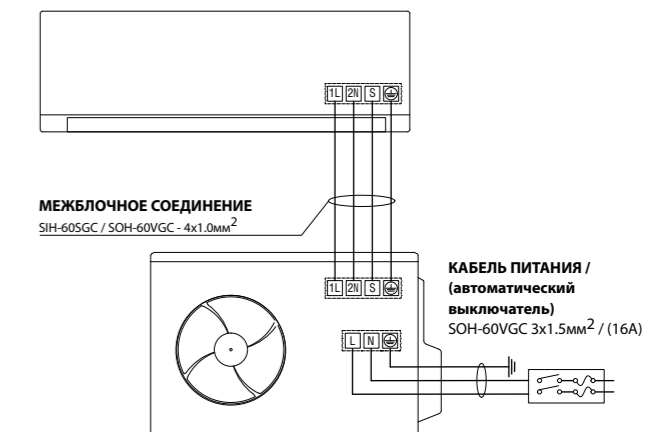 1L 2N S
МЕЖБЛОЧНОЕ СОЕДИНЕНИЕ
SIH-60SGC / SOH-60VGC - 4x1.0мм2
1L 2N S
КАБЕЛЬ ПИТАНИЯ /
(автоматический
выключатель)
SOH-60VGC 3x1.5мм2 / (16А)
L N